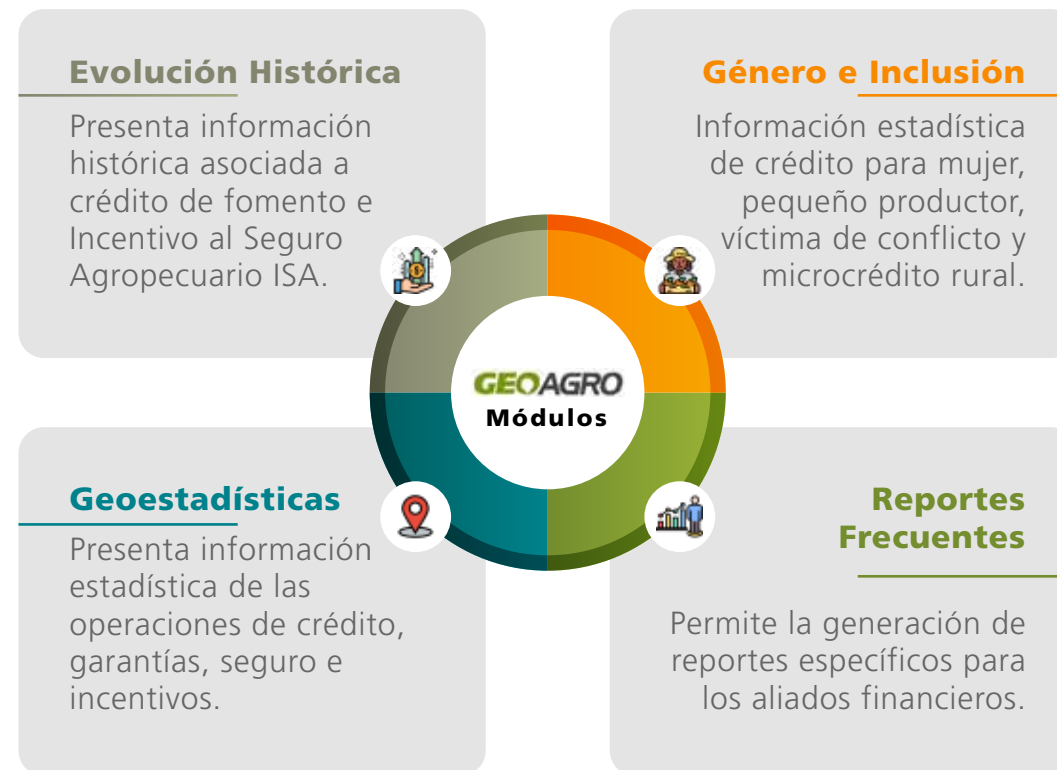 Evolución Histórica
Presenta información
histórica asociada a
crédito de fomento e
Incentivo al Seguro
Agropecuario ISA.
Género e Inclusión
Información estadística
de crédito para mujer,
pequeño productor,
víctima de conflicto y
microcrédito rural.
GEOAGRO
Módulos
Geoestadísticas
Presenta información
estadística de las
operaciones de crédito,
garantías, seguro e
incentivos.
Reportes
Frecuentes
Permite la generación de
reportes específicos para
los aliados financieros.